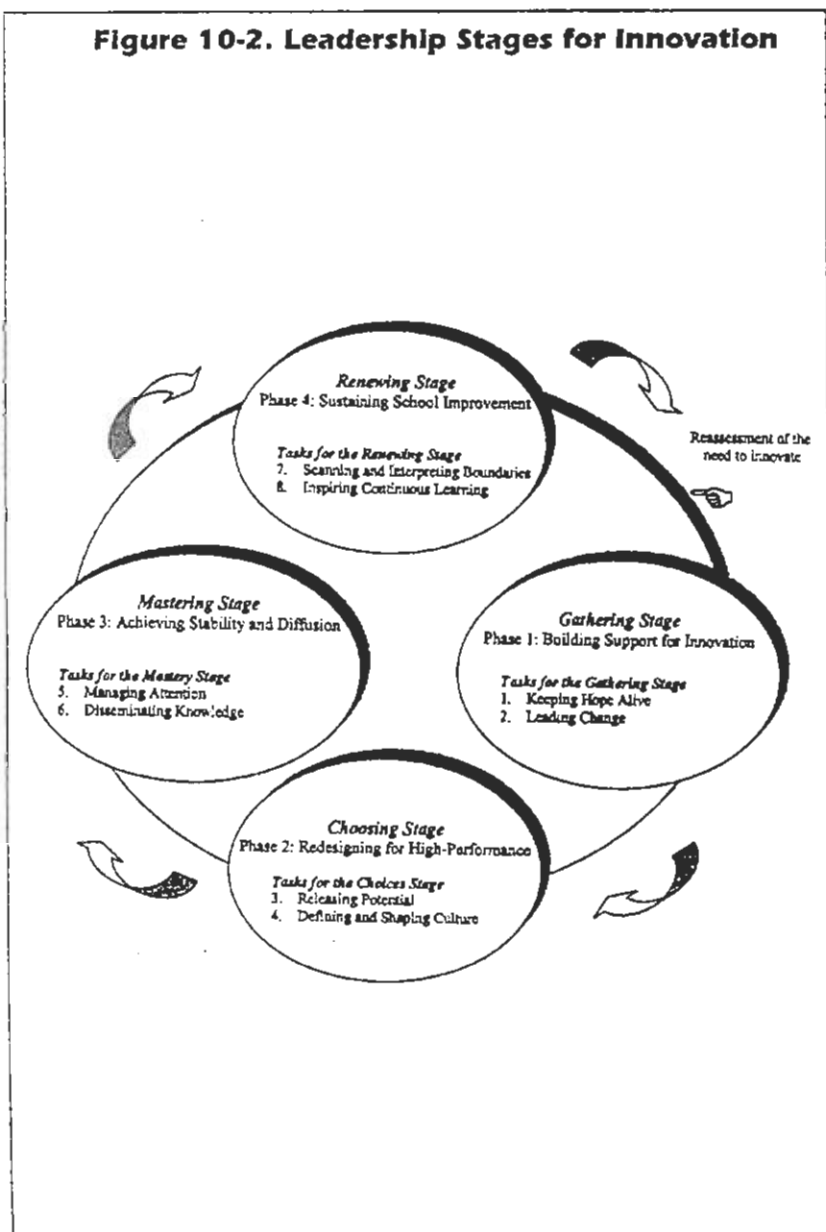 Figure 10-2. Leadership Stages for Innovation
Renewing Stage
Phase 4: Sustaining School Improvement
Tasks for the Renewing Stage
7. Scanning and Interpreting Boundaries
8. Inspiring Continuous Learning
Reassessment of the
need to innovate
Gathering Stage
Phase 1: Building Support for Innovation
Tasks for the Gathering Stage
1. Keeping Hope Alive
2. Leading Change
Choosing Stage
Phase 2: Redesigning for High-Performance
Tasks for the Choices Stage
3. Releasing Potential
4. Defining and Shaping Culture
Mastering Stage
Phase 3: Achieving Stability and Diffusion
Tasks for the Mastery Stage
5. Managing Attention
6. Disseminating Knowledge